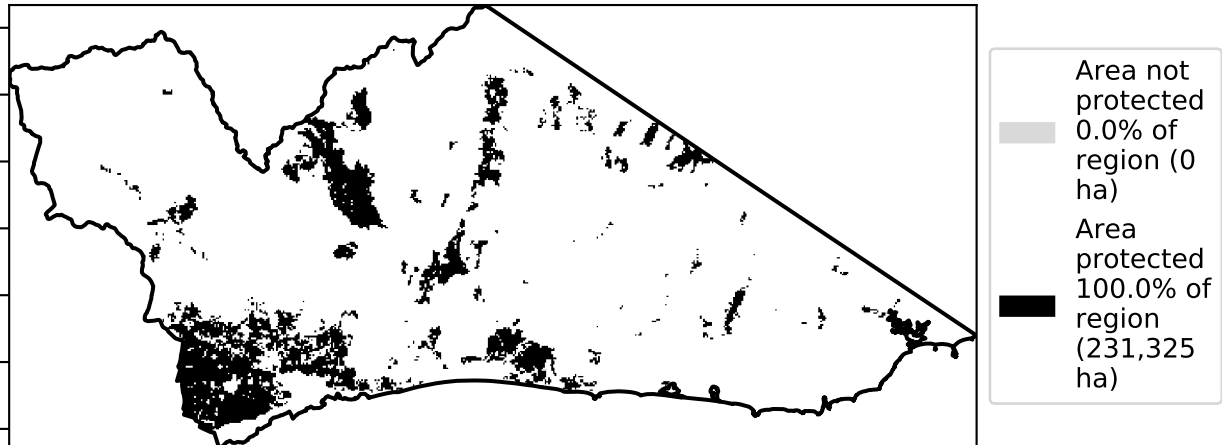 Area not
protected
0.0% of
region (0
ha)
Area
protected
100.0% of
region
(231,325
ha)